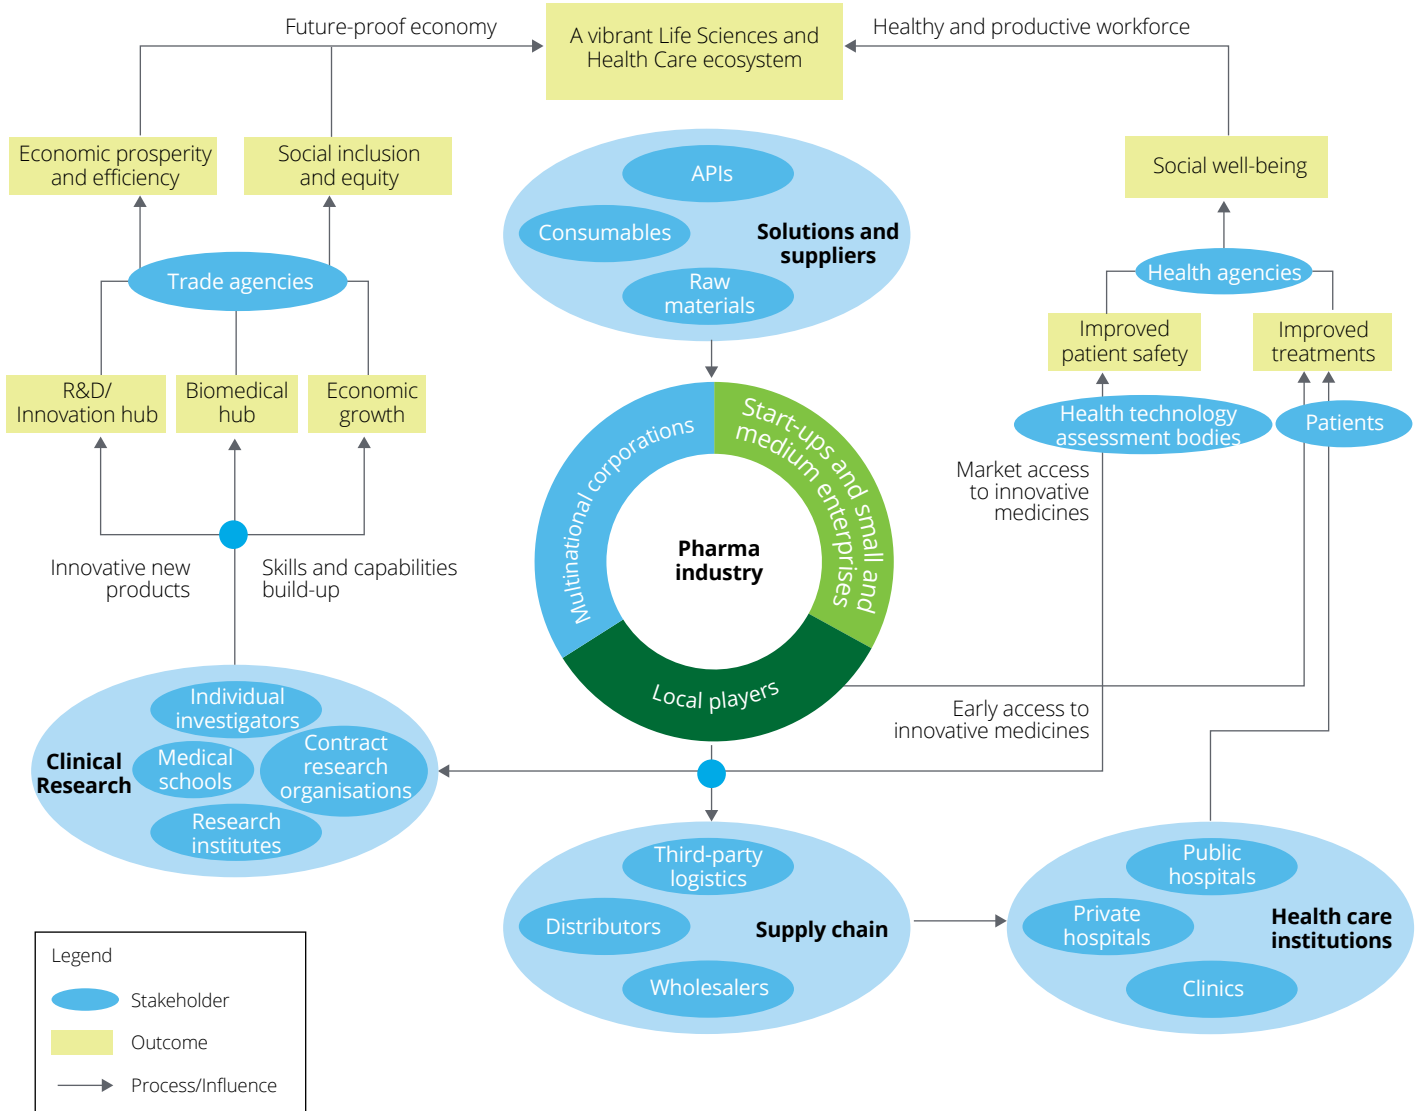 Future-proof economy
A vibrant Life Sciences and
Health Care ecosystem
Healthy and productive workforce
Economic prosperity
and efficiency
Social inclusion
and equity
Social well-being
APIs
Consumables
Solutions and
suppliers
Raw
materials
Trade agencies
Health agencies
Improved
patient safety
Improved
treatments
R&D/
Innovation hub
Biomedical
hub
Economic
growth
Health technology
assessment bodies
Patients
Market access
to innovative
medicines
Multinational corporations
Start-ups and small and
medium enterprises
Pharma
industry
Local players
Innovative new
products
Skills and capabilities
build-up
Early access to
innovative medicines
Clinical
Research
Individual
investigators
Medical
schools
Contract
research
organisations
Research
institutes
Third-party
logistics
Distributors
Supply chain
Wholesalers
Public
hospitals
Private
hospitals
Health care
institutions
Clinics
Legend
Stakeholder
Outcome
Process/Influence